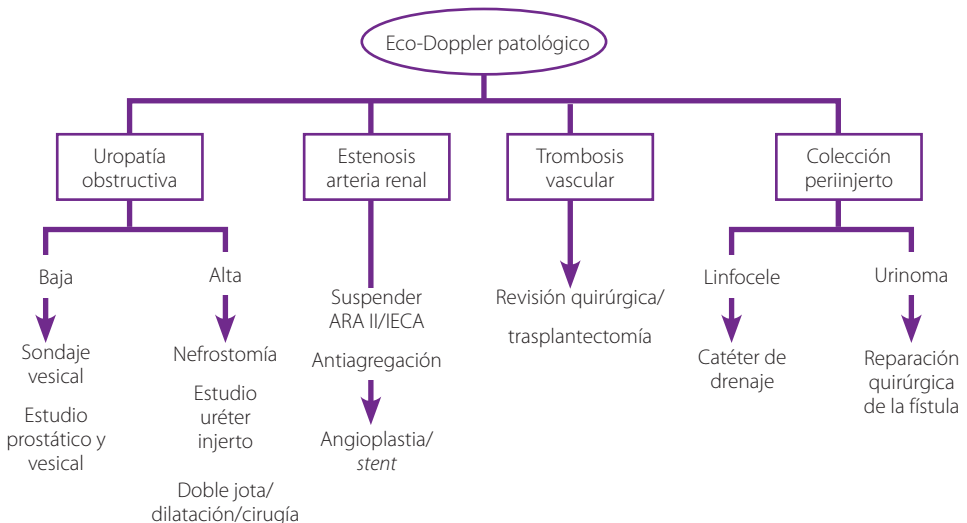 Eco-Doppler patológico
Uropatía
obstructiva
Estenosis
arteria renal
Trombosis
vascular
Colección
periinjerto
Baja
Sondaje
vesical
Estudio
prostático y
vesical
Alta
Nefrostomía
Estudio
uréter
injerto
Doble jota/
dilatación/cirugía
Suspender
ARA II/IECA
Antiagregación
Angioplastia/
stent
Revisión quirúrgica/
trasplantectomía
Linfocele
Catéter de
drenaje
Urinoma
Reparación
quirúrgica
de la fístula